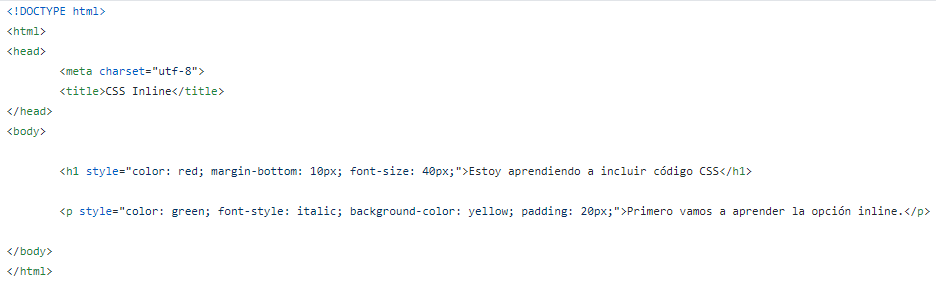 <!DOCTYPE html>
<html>
<head>
<meta charset="utf-8">
<title>CSS Inline</title>
</head>
<body>
<h1 style="color: red; margin-bottom: 10px; font-size: 40px;">Estoy aprendiendo a incluir código CSS</h1>
<p style="color: green; font-style: italic; background-color: yellow; padding: 20px;">Primero vamos a aprender la opción inline.</p>
</body>
</html>